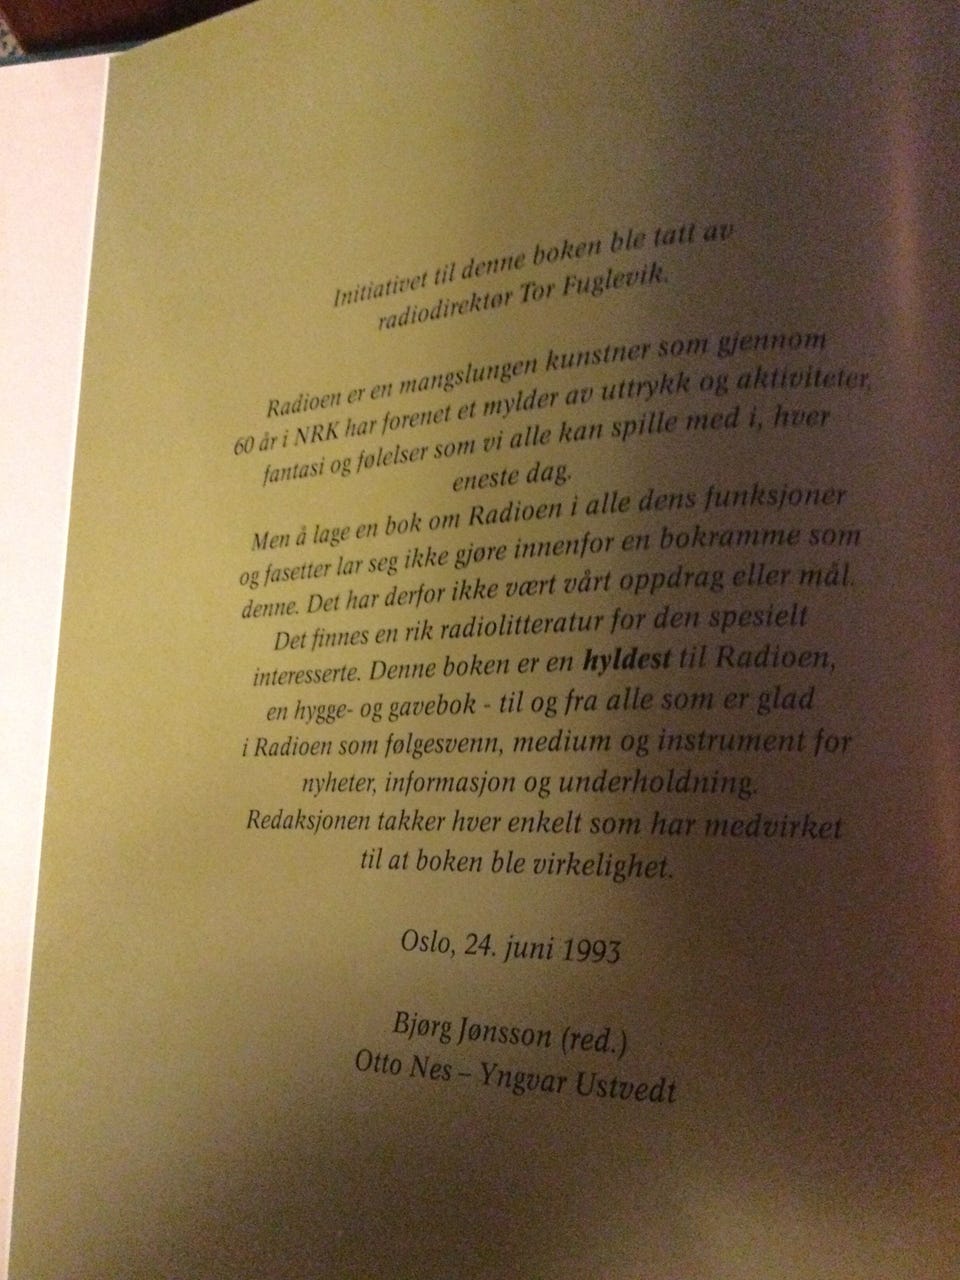 Initiativet til denne boken ble tatt av
radiodirektør Tor Fuglevik.
Radioen er en mangslungen kunstner som gjennom
60 år i NRK har forenet et mylder av uttrykk og aktiviteter,
fantasi og følelser som vi alle kan spille med i, hver
eneste dag.
Men å lage en bok om Radioen i alle dens funksjoner
og fasetter lar seg ikke gjøre innenfor en bokramme som
denne. Det har derfor ikke vært vårt oppdrag eller mål.
Det finnes en rik radiolitteratur for den spesielt
interesserte. Denne boken er en hyldest til Radioen,
en hygge- og gavebok - til og fra alle som er glad
i Radioen som følgesvenn, medium og instrument for
nyheter, informasjon og underholdning.
Redaksjonen takker hver enkelt som har medvirket
til at boken ble virkelighet.
Oslo, 24. juni 1993
Bjørg Jønsson (red.)
Otto Nes – Yngvar Ustvedt